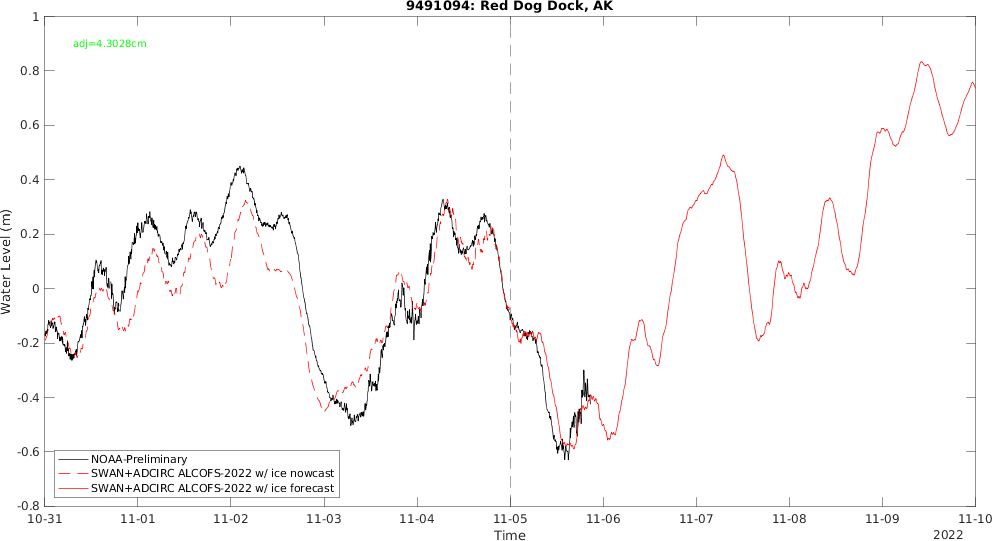 9491094: Red Dog Dock, AK
adj=4.3028cm
Water Level (m)
1
0.8
0.6
0.4
0.2
0
-0.2
-0.4
-0.6
-0.8
NOAA-Preliminary
SWAN+ADCIRC ALCOFS-2022 w/ ice nowcast
SWAN+ADCIRC ALCOFS-2022 w/ ice forecast
10-31 11-01 11-02 11-03 11-04 11-05 11-06 11-07 11-08 11-09 11-10
Time
2022